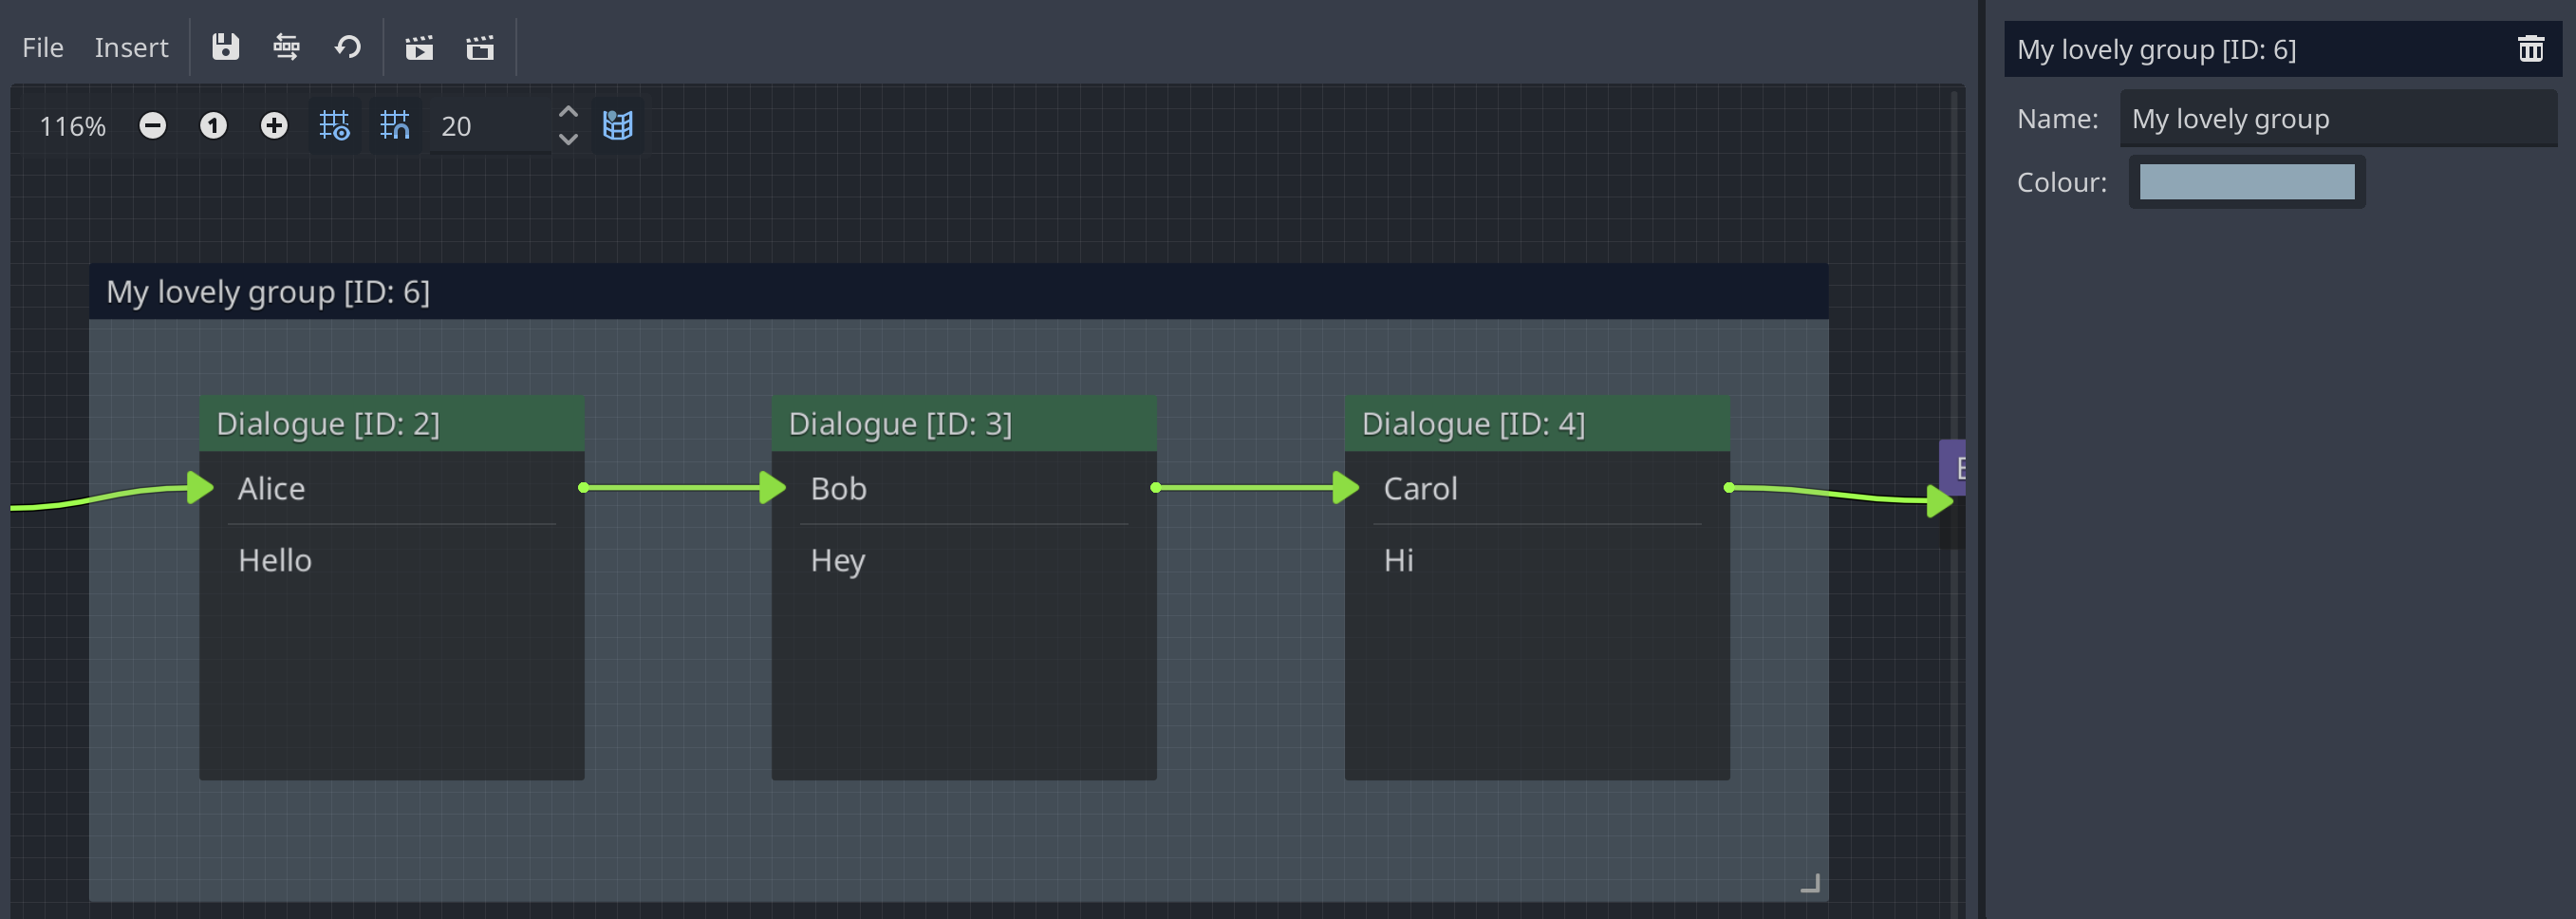 File Insert
My lovely group [ID: 6]
116% 1 20
Name: My lovely group
Colour:
My lovely group [ID: 6]
Dialogue [ID: 2] Dialogue [ID: 3] Dialogue [ID: 4]
Alice Bob Carol
Hello Hey Hi